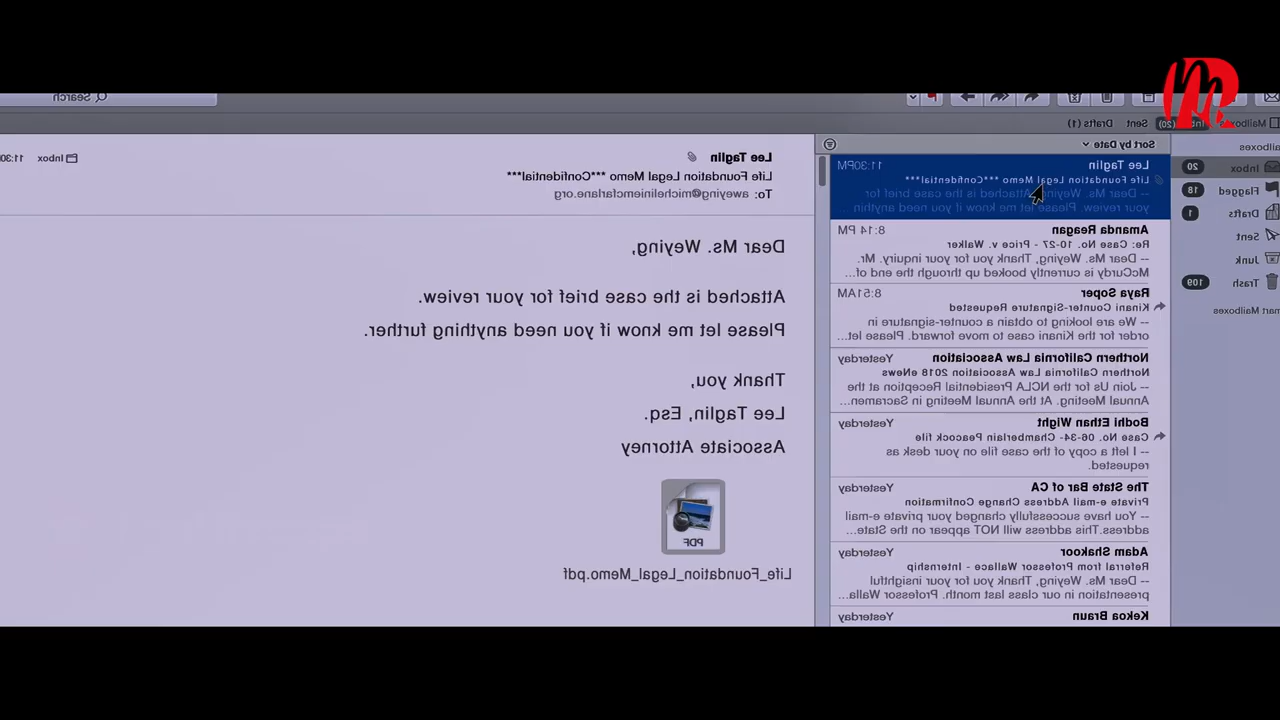 Search
Mailboxes
(20)
Sent
Drafts (1)
Mailboxes
Inbox
20
Flagged
18
Drafts
1
Sent
Junk
Trash
109
mart Mailboxes
Sort by Date
Lee Taglin
11:30PM
Life Foundation Legal Memo ***Confidential***
-- Dear Ms. Weying, Attached is the case brief for
your review. Please let me know if you need anything
Amanda Reagan
8:14 PM
Re: Case No. 10-27 - Price v. Walker
-- Dear Ms. Weying, Thank you for your inquiry. Mr.
McCurdy is currently booked up through the end of...
Raya Soper
8:51AM
Kinani Counter-Signature Requested
-- We are looking to obtain a counter-signature in
order for the Kinani case to move forward. Please let...
Northern California Law Association
Yesterday
Northern California Association 2018 eNews
-- Join Us for the NCLA Presidential Reception at the
Annual Meeting. At the Annual Meeting in Sacramen...
Bodhi Ethan Wight
Yesterday
Case No. 06-34- Chamberlain Peacock file
-- I left a copy of the case file on your desk as
requested.
The State Bar of CA
Yesterday
Private e-mail Address Change Confirmation
-- You have successfully changed your private e-mail
address.This address will NOT appear on the State...
Adam Shakoor
Yesterday
Referral from Professor Wallace - Internship
-- Dear Ms. Weying, Thank you for your insightful
presentation in our class last month. Professor Walla...
Kekoa Braun
Yesterday
Lee Taglin
Inbox
11:30
Life Foundation Legal Memo ***Confidential***
To: aweying@michelinichmcfarlane.org
Dear Ms. Weying,
Attached is the case brief for your review.
Please let me know if you need anything further.
Thank you,
Lee Taglin, Esq.
Associate Attorney
PDF
Life_Foundation_Legal_Memo.pdf